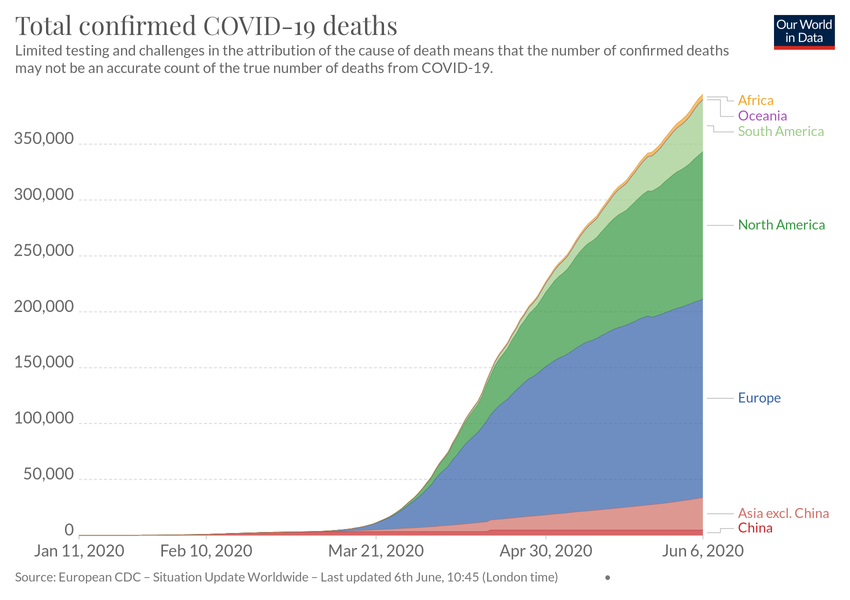 Total confirmed COVID-19 deaths
Our World
in Data
Limited testing and challenges in the attribution of the cause of death means that the number of confirmed deaths
may not be an accurate count of the true number of deaths from COVID-19.
Africa
Oceania
South America
350,000
300,000
North America
250,000
200,000
150,000
Europe
100,000
50,000
Asia excl. China
China
0
Jan 11, 2020 Feb 10, 2020 Mar 21, 2020 Apr 30, 2020 Jun 6, 2020
Source: European CDC – Situation Update Worldwide – Last updated 6th June, 10:45 (London time) •